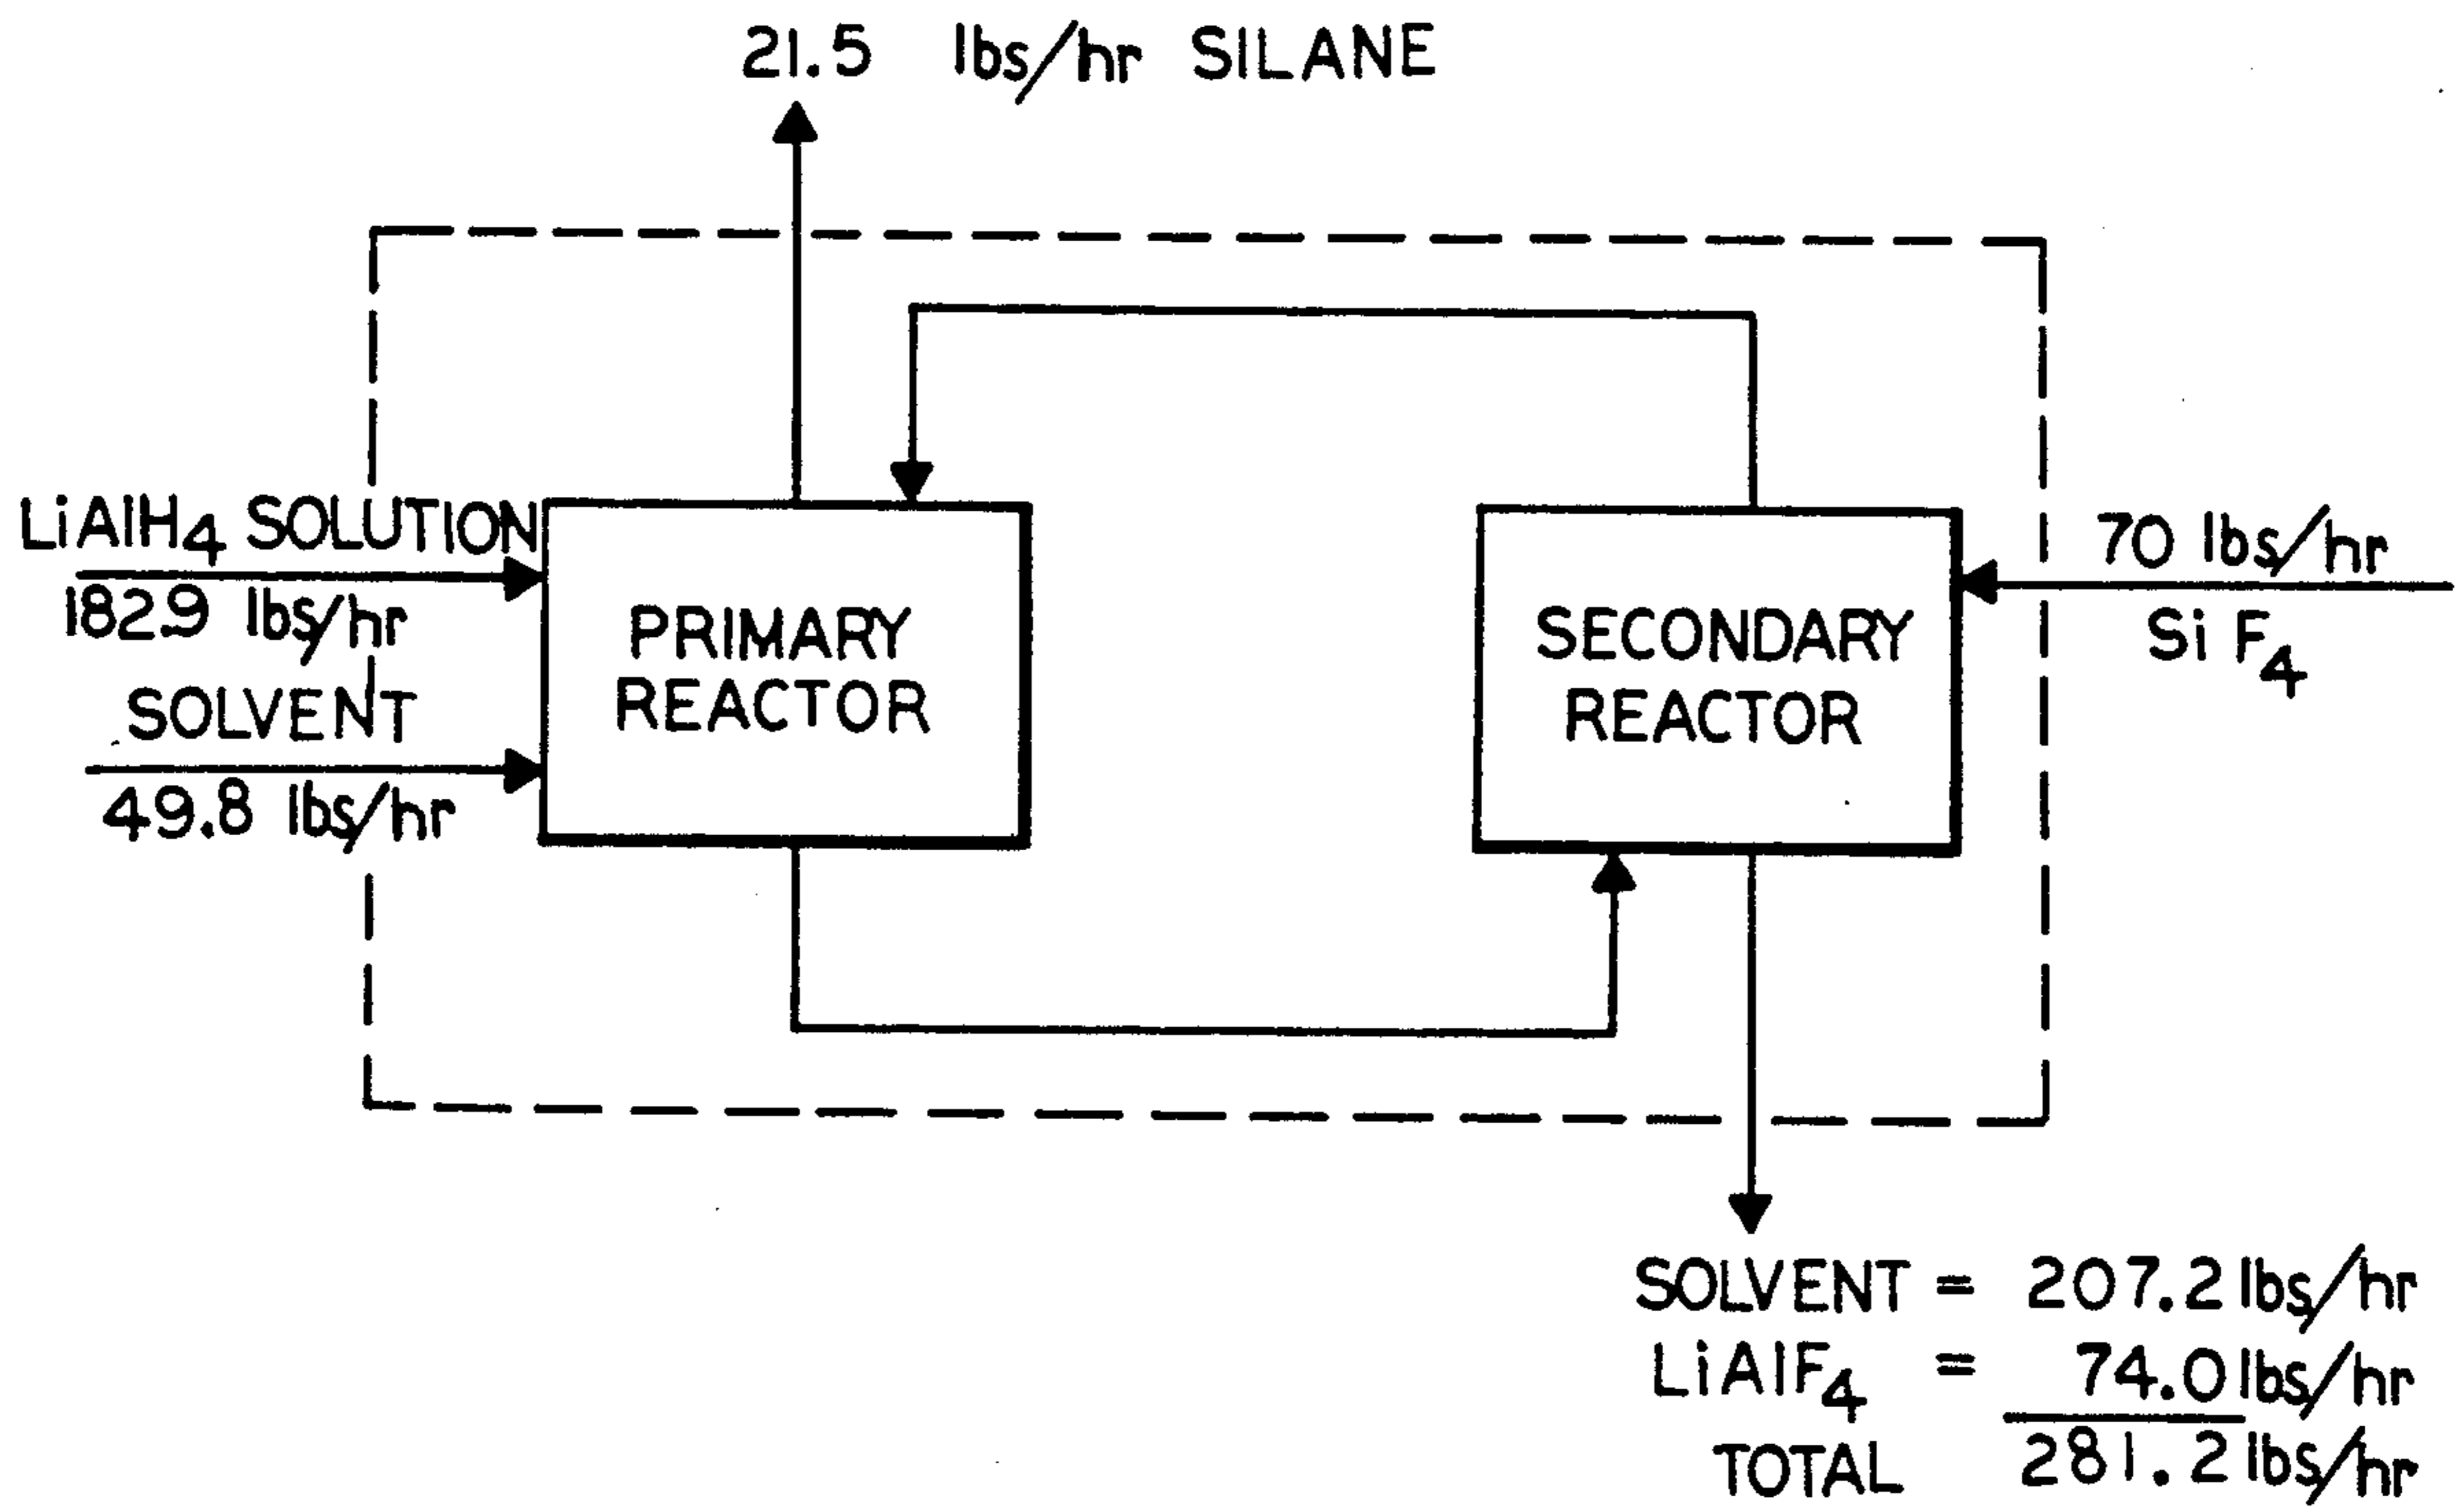 21.5 lbs/hr SILANE
LiAlH4 SOLUTION
182.9 lbs/hr
SOLVENT
49.8 lbs/hr
PRIMARY
REACTOR
SECONDARY
REACTOR
70 lbs/hr
SiF4
SOLVENT = 207.2 lbs/hr
LiAlF4 = 74.0 lbs/hr
TOTAL 281.2 lbs/hr